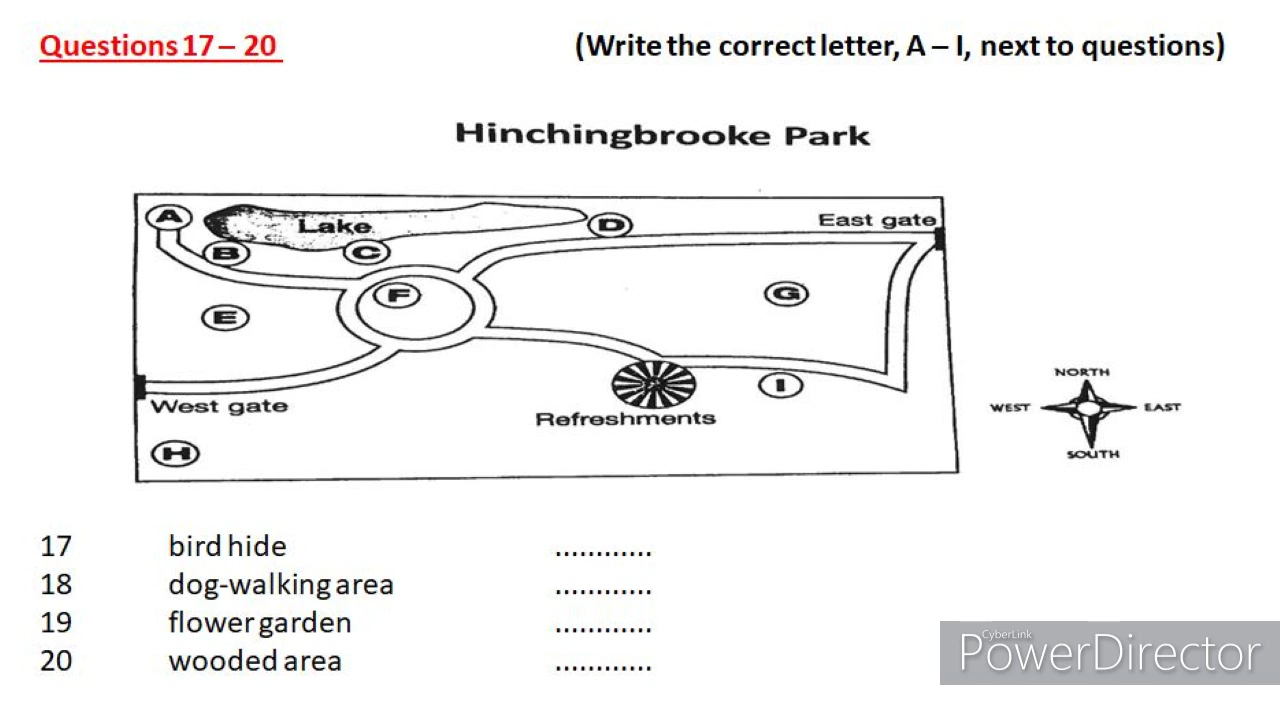 Questions 17 – 20 (Write the correct letter, A – I, next to questions)
Hinchingbrooke Park
A
Lake
D
East gate
B
C
F
G
E
NORTH
I
WEST
EAST
West gate
Refreshments
H
SOUTH
17 bird hide ............
18 dog-walking area ............
19 flower garden ............
20 wooded area ............
CyberLink
PowerDirector